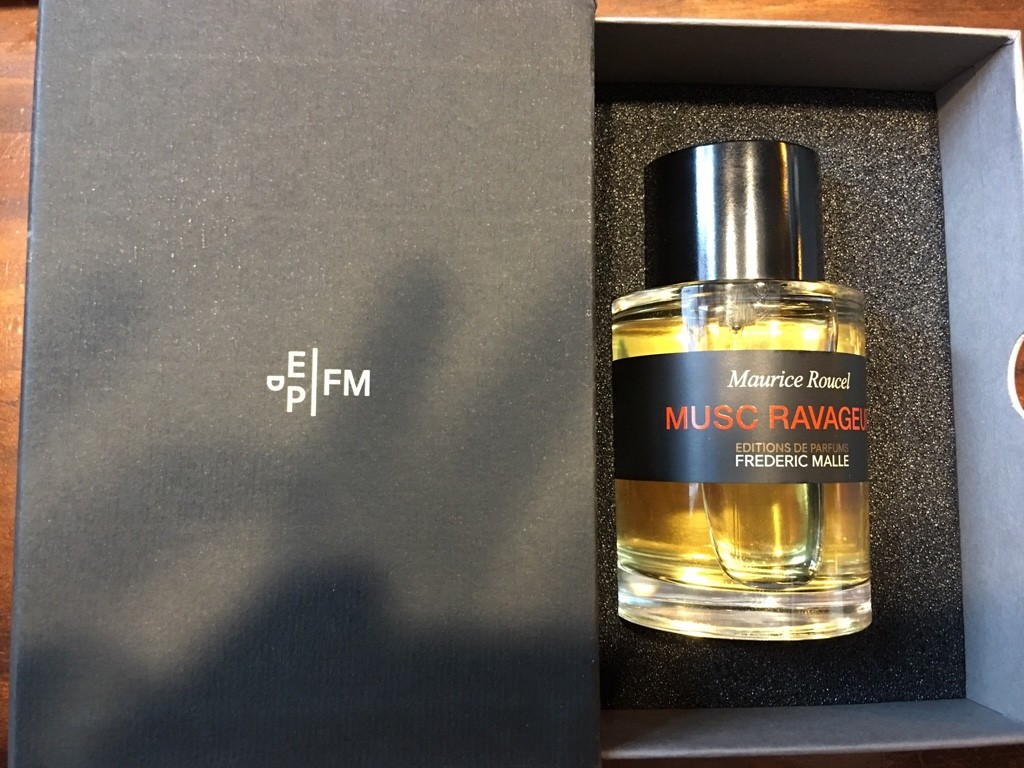 E
D
P
FM
Maurice Roucel
MUSC RAVAGEU
EDITIONS DE PARFUMS
FREDERIC MALLE